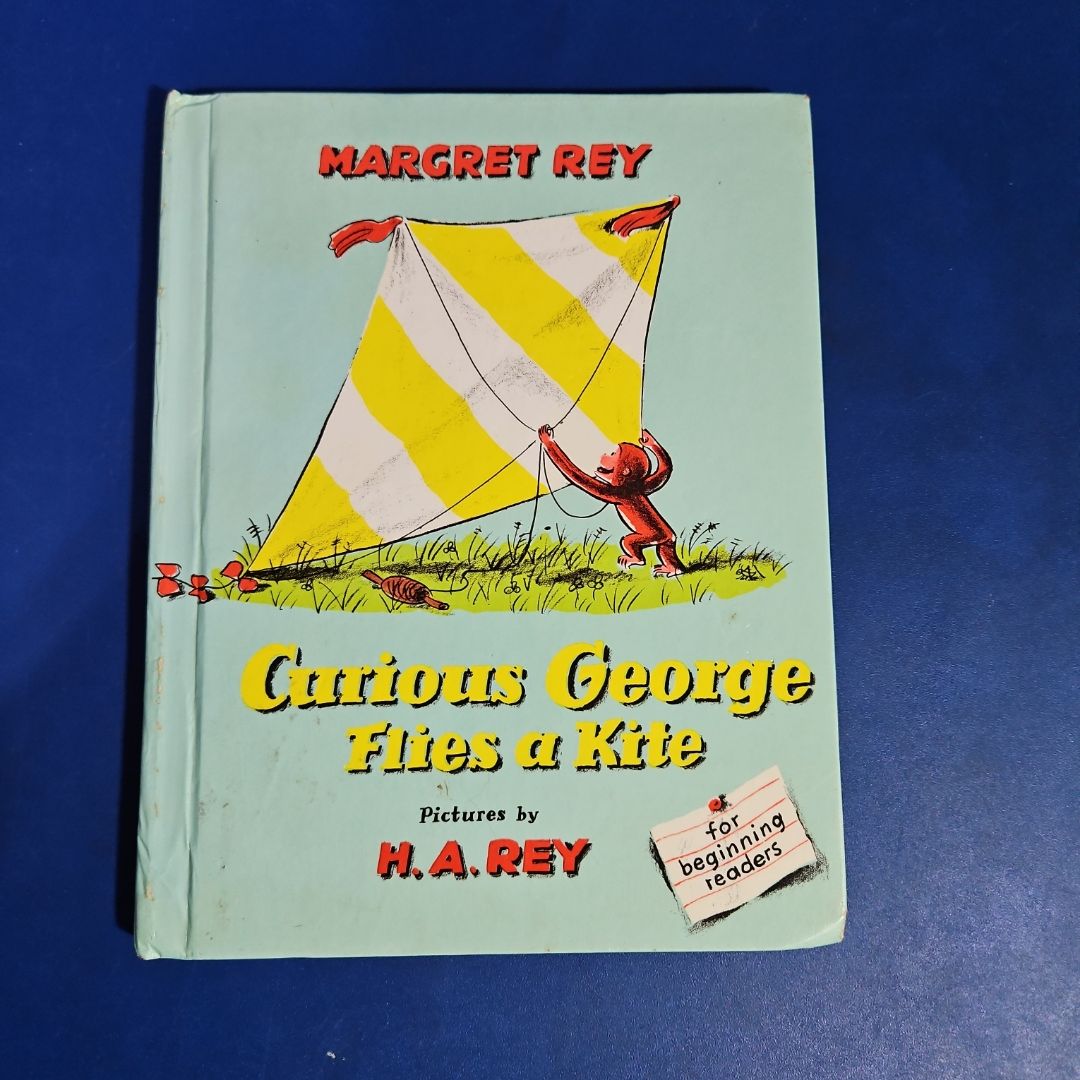 MARGRET REY
Curious George
Flies a Kite
Pictures by
H. A. REY
for
beginning
readers